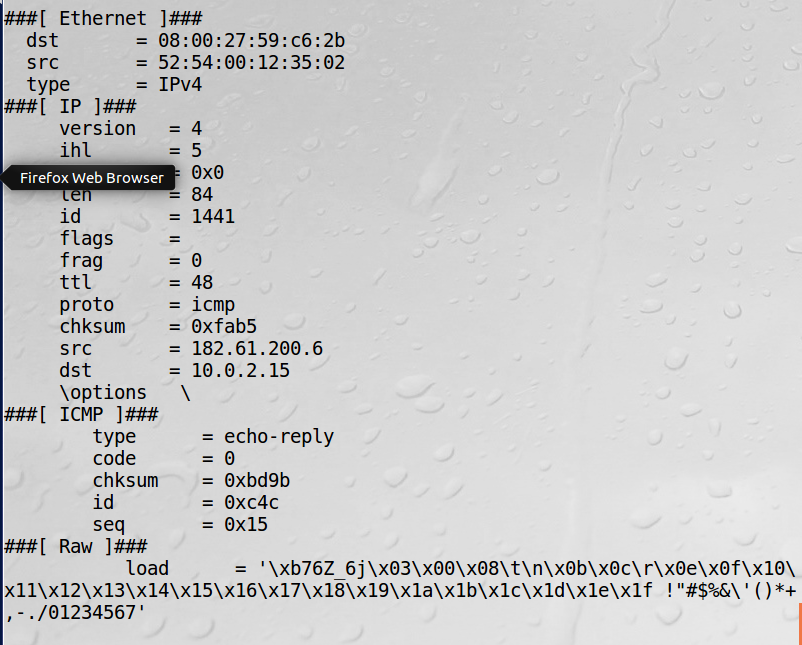 ###[ Ethernet ]###
  dst       = 08:00:27:59:c6:2b
  src       = 52:54:00:12:35:02
  type      = IPv4
###[ IP ]###
     version   = 4
     ihl       = 5
Firefox Web Browser = 0x0
     len       = 84
     id        = 1441
     flags     =
     frag      = 0
     ttl       = 48
     proto     = icmp
     chksum    = 0xfab5
     src       = 182.61.200.6
     dst       = 10.0.2.15
     \options   \
###[ ICMP ]###
        type      = echo-reply
        code      = 0
        chksum    = 0xbd9b
        id        = 0xc4c
        seq       = 0x15
###[ Raw ]###
           load      = '\xb76Z_6j\x03\x00\x08\t\n\x0b\x0c\r\x0e\x0f\x10\
x11\x12\x13\x14\x15\x16\x17\x18\x19\x1a\x1b\x1c\x1d\x1e\x1f !"#$%&\'()*+
,-./01234567'